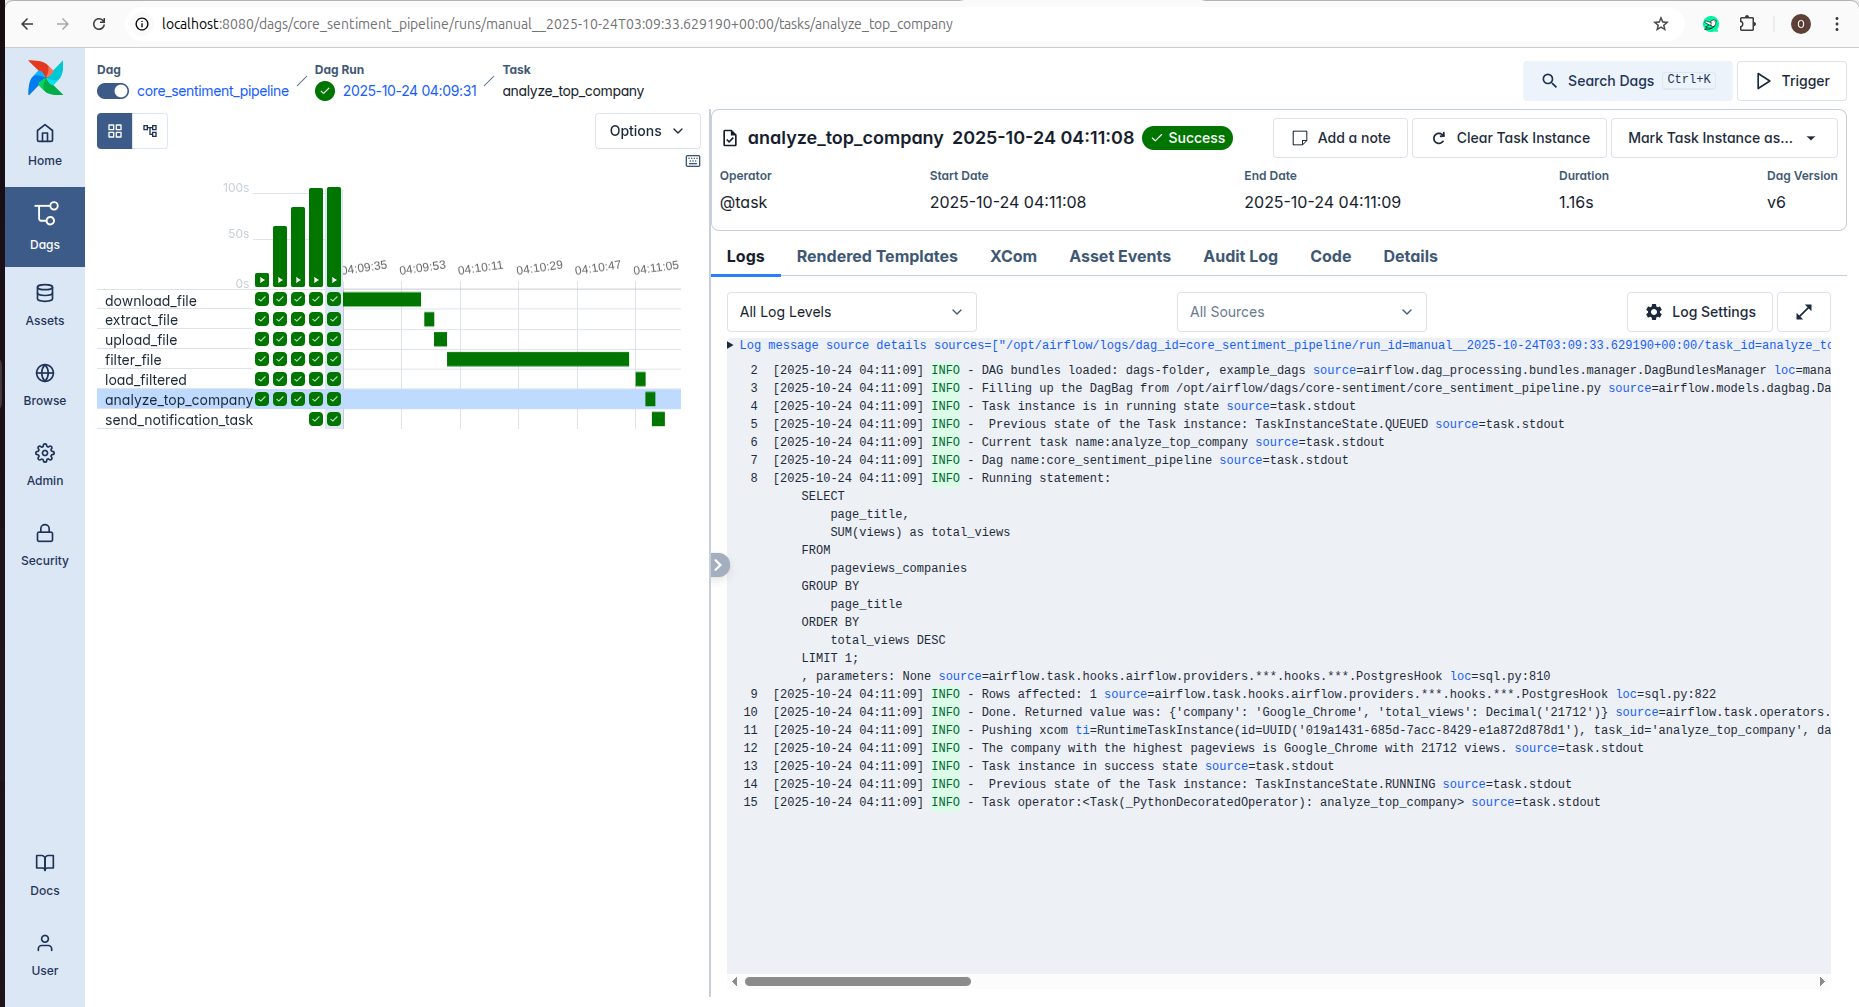 localhost:8080/dags/core_sentiment_pipeline/runs/manual__2025-10-24T03:09:33.629190+00:00/tasks/analyze_top_company
O
Home
Dags
Assets
Browse
Admin
Security
Docs
User
Dag
core_sentiment_pipeline
Dag Run
2025-10-24 04:09:31
Task
analyze_top_company
Search Dags Ctrl+K
Trigger
Options
100s
50s
0s
04:09:35 04:09:53 04:10:11 04:10:29 04:10:47 04:11:05
download_file
extract_file
upload_file
filter_file
load_filtered
analyze_top_company
send_notification_task
analyze_top_company 2025-10-24 04:11:08 Success
Add a note
Clear Task Instance
Mark Task Instance as...
Operator Start Date End Date Duration Dag Version
@task 2025-10-24 04:11:08 2025-10-24 04:11:09 1.16s v6
Logs Rendered Templates XCom Asset Events Audit Log Code Details
All Log Levels
All Sources
Log Settings
Log message source details sources=["/opt/airflow/logs/dag_id=core_sentiment_pipeline/run_id=manual__2025-10-24T03:09:33.629190+00:00/task_id=analyze_to
2 [2025-10-24 04:11:09] INFO - DAG bundles loaded: dags-folder, example_dags source=airflow.dag_processing.bundles.manager.DagBundlesManager loc=mana
3 [2025-10-24 04:11:09] INFO - Filling up the DagBag from /opt/airflow/dags/core-sentiment/core_sentiment_pipeline.py source=airflow.models.dagbag.Da
4 [2025-10-24 04:11:09] INFO - Task instance is in running state source=task.stdout
5 [2025-10-24 04:11:09] INFO -  Previous state of the Task instance: TaskInstanceState.QUEUED source=task.stdout
6 [2025-10-24 04:11:09] INFO - Current task name:analyze_top_company source=task.stdout
7 [2025-10-24 04:11:09] INFO - Dag name:core_sentiment_pipeline source=task.stdout
8 [2025-10-24 04:11:09] INFO - Running statement:
SELECT
page_title,
SUM(views) as total_views
FROM
pageviews_companies
GROUP BY
page_title
ORDER BY
total_views DESC
LIMIT 1;
, parameters: None source=airflow.task.hooks.airflow.providers.***.hooks.***.PostgresHook loc=sql.py:810
9 [2025-10-24 04:11:09] INFO - Rows affected: 1 source=airflow.task.hooks.airflow.providers.***.hooks.***.PostgresHook loc=sql.py:822
10 [2025-10-24 04:11:09] INFO - Done. Returned value was: {'company': 'Google_Chrome', 'total_views': Decimal('21712')} source=airflow.task.operators.
11 [2025-10-24 04:11:09] INFO - Pushing xcom ti=RuntimeTaskInstance(id=UUID('019a1431-685d-7acc-8429-e1a872d878d1'), task_id='analyze_top_company', da
12 [2025-10-24 04:11:09] INFO - The company with the highest pageviews is Google_Chrome with 21712 views. source=task.stdout
13 [2025-10-24 04:11:09] INFO - Task instance in success state source=task.stdout
14 [2025-10-24 04:11:09] INFO -  Previous state of the Task instance: TaskInstanceState.RUNNING source=task.stdout
15 [2025-10-24 04:11:09] INFO - Task operator:<Task(_PythonDecoratedOperator): analyze_top_company> source=task.stdout